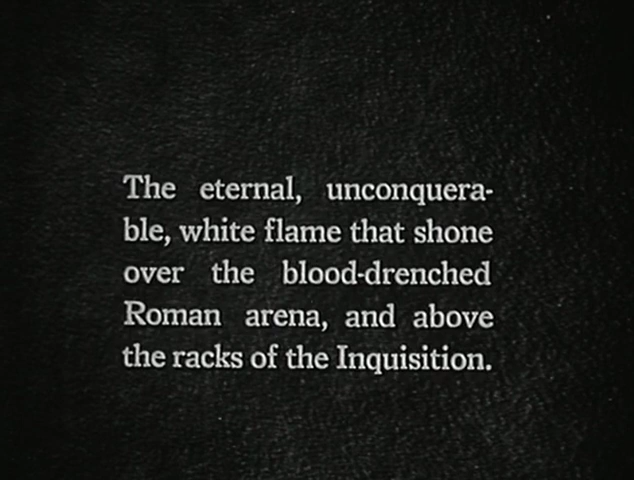 The eternal, unconquera-
ble, white flame that shone
over the blood-drenched
Roman arena, and above
the racks of the Inquisition.